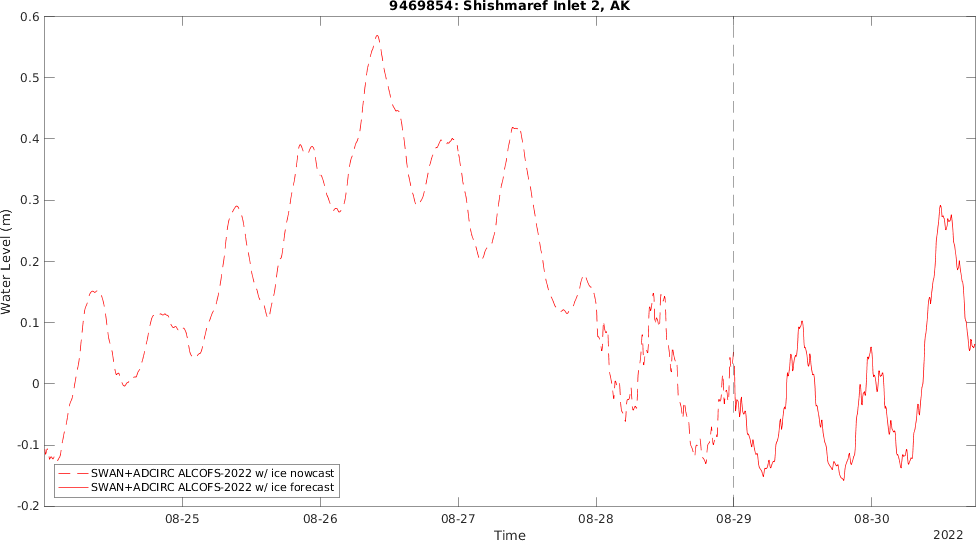 9469854: Shishmaref Inlet 2, AK
0.6
0.5
0.4
0.3
0.2
0.1
0
-0.1
-0.2
Water Level (m)
SWAN+ADCIRC ALCOFS-2022 w/ ice nowcast
SWAN+ADCIRC ALCOFS-2022 w/ ice forecast
08-25 08-26 08-27 08-28 08-29 08-30
Time
2022